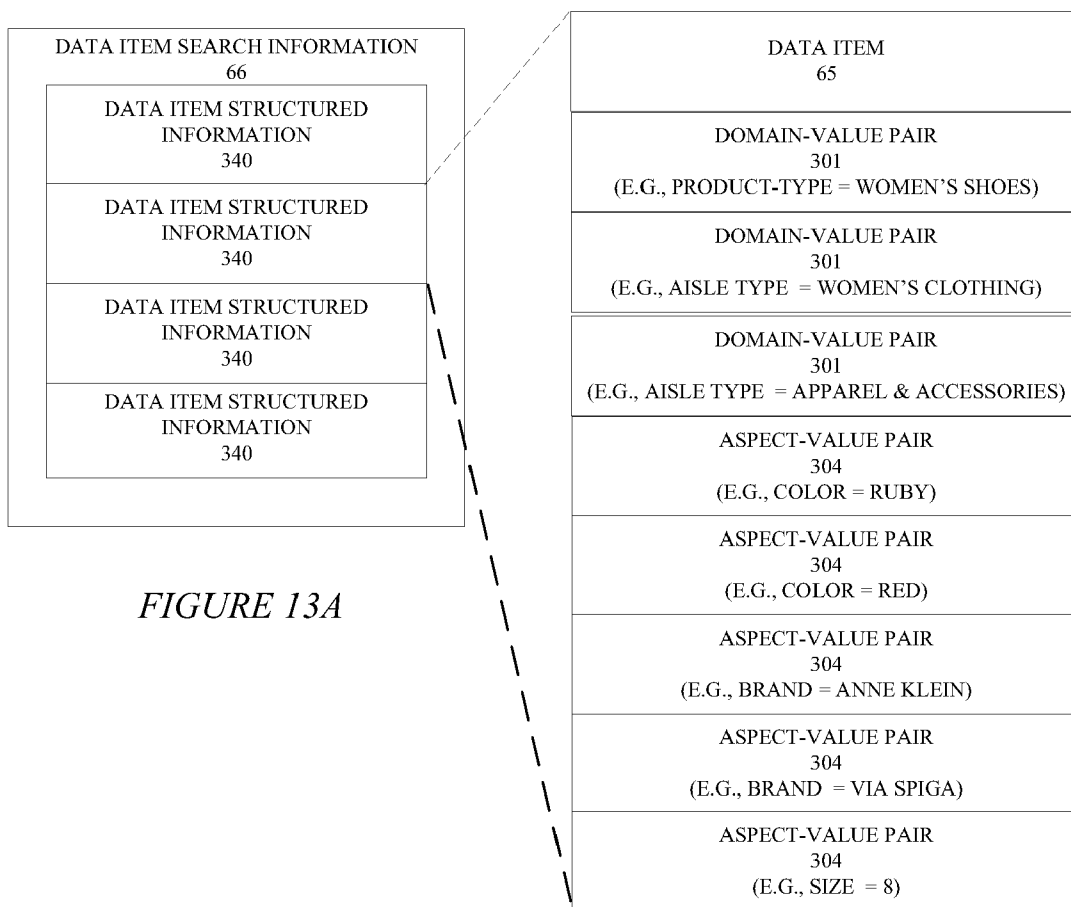 DATA ITEM SEARCH INFORMATION
66
DATA ITEM STRUCTURED
INFORMATION
340
DATA ITEM STRUCTURED
INFORMATION
340
DATA ITEM STRUCTURED
INFORMATION
340
DATA ITEM STRUCTURED
INFORMATION
340
FIGURE 13A
DATA ITEM
65
DOMAIN-VALUE PAIR
301
(E.G., PRODUCT-TYPE = WOMEN'S SHOES)
DOMAIN-VALUE PAIR
301
(E.G., AISLE TYPE = WOMEN'S CLOTHING)
DOMAIN-VALUE PAIR
301
(E.G., AISLE TYPE = APPAREL & ACCESSORIES)
ASPECT-VALUE PAIR
304
(E.G., COLOR = RUBY)
ASPECT-VALUE PAIR
304
(E.G., COLOR = RED)
ASPECT-VALUE PAIR
304
(E.G., BRAND = ANNE KLEIN)
ASPECT-VALUE PAIR
304
(E.G., BRAND = VIA SPIGA)
ASPECT-VALUE PAIR
304
(E.G., SIZE = 8)